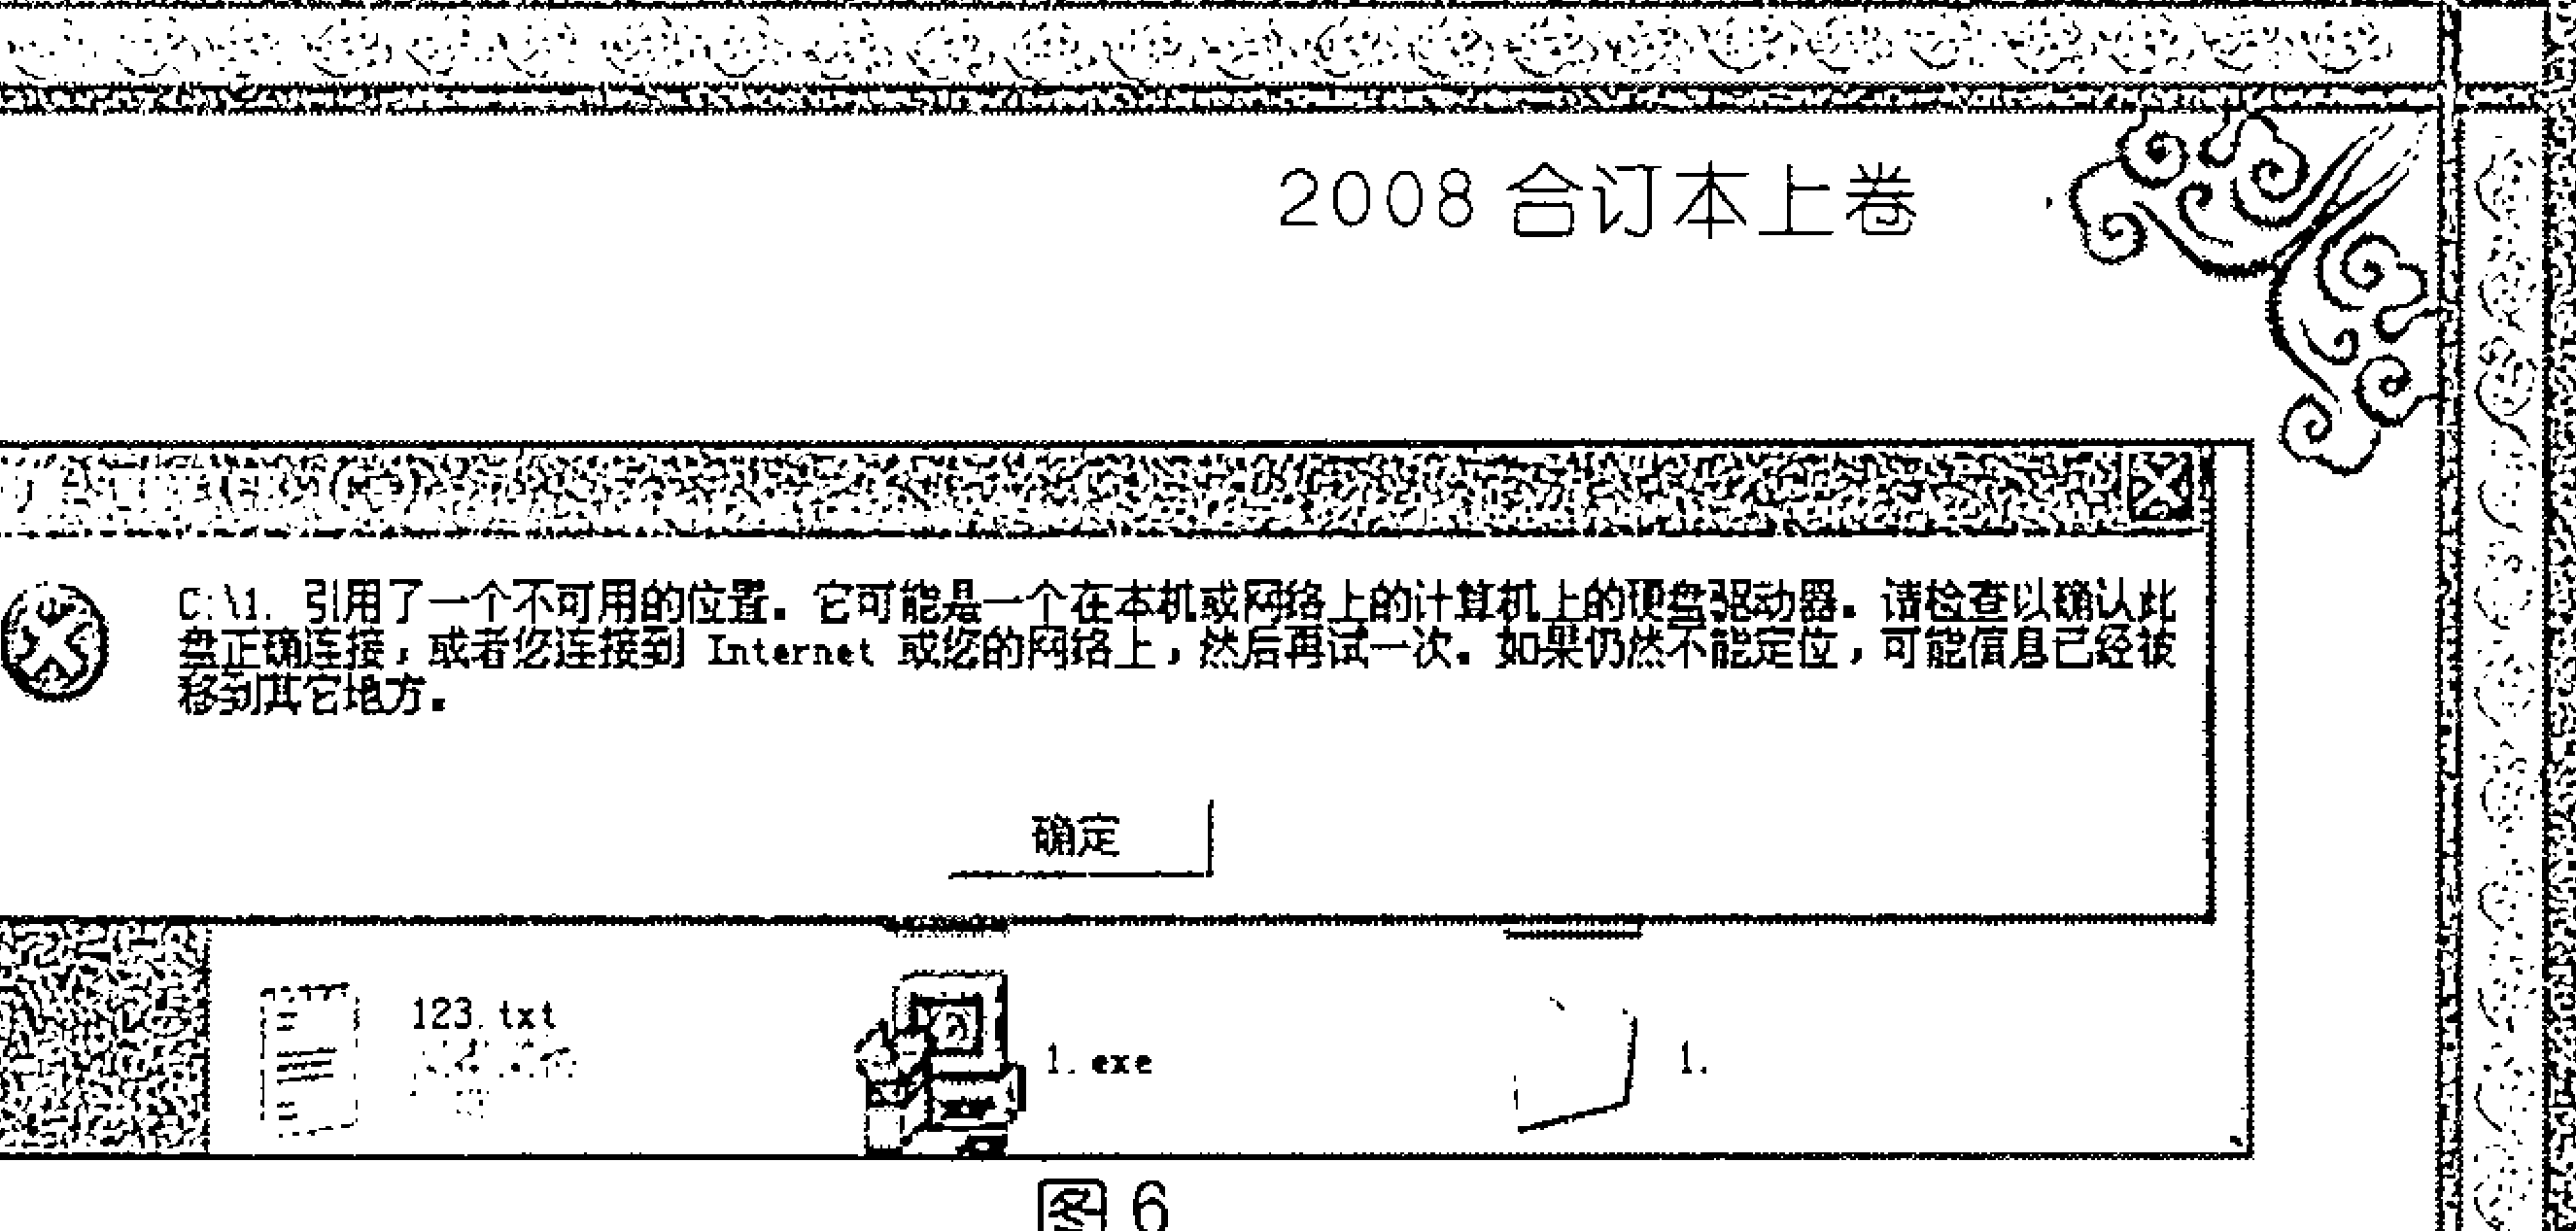 2008 合订本上卷
C:\1. 引用了一个不可用的位置。它可能是一个在本机或网络上的计算机上的硬盘驱动器。请检查以确认此
盘正确连接，或者您连接到 Internet 或您的网络上，然后再试一次。如果仍然不能定位，可能信息已经被
移到其它地方。
确定
123.txt
1.exe
1.
图 6